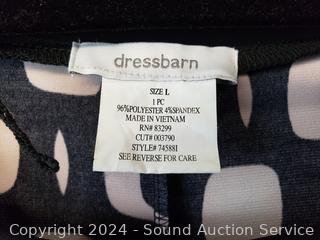 dressbarn
SIZE L
1 PC
96%POLYESTER 4%SPANDEX
MADE IN VIETNAM
RN# 83299
CUT# 003790
STYLE# 745881
SEE REVERSE FOR CARE
Copyright 2024 - Sound Auction Service